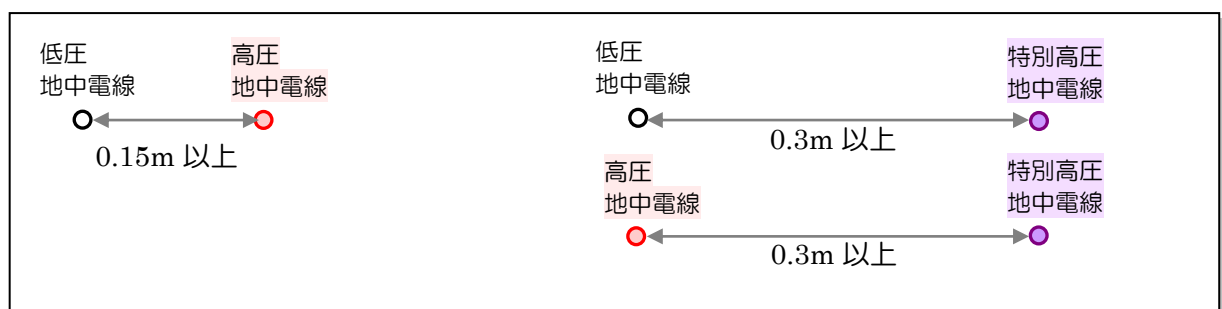 低圧
地中電線
高圧
地中電線
0.15m 以上
低圧
地中電線
特別高圧
地中電線
0.3m 以上
高圧
地中電線
特別高圧
地中電線
0.3m 以上